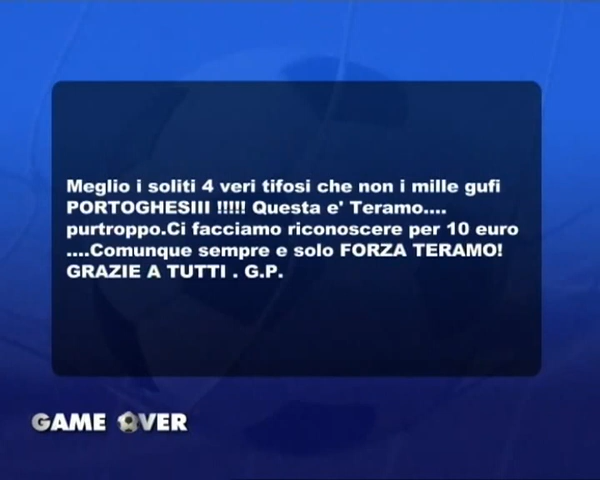 Meglio i soliti 4 veri tifosi che non i mille gufi
PORTOGHESIII !!!!! Questa e' Teramo....
purtroppo.Ci facciamo riconoscere per 10 euro
....Comunque sempre e solo FORZA TERAMO!
GRAZIE A TUTTI . G.P.
GAME OVER